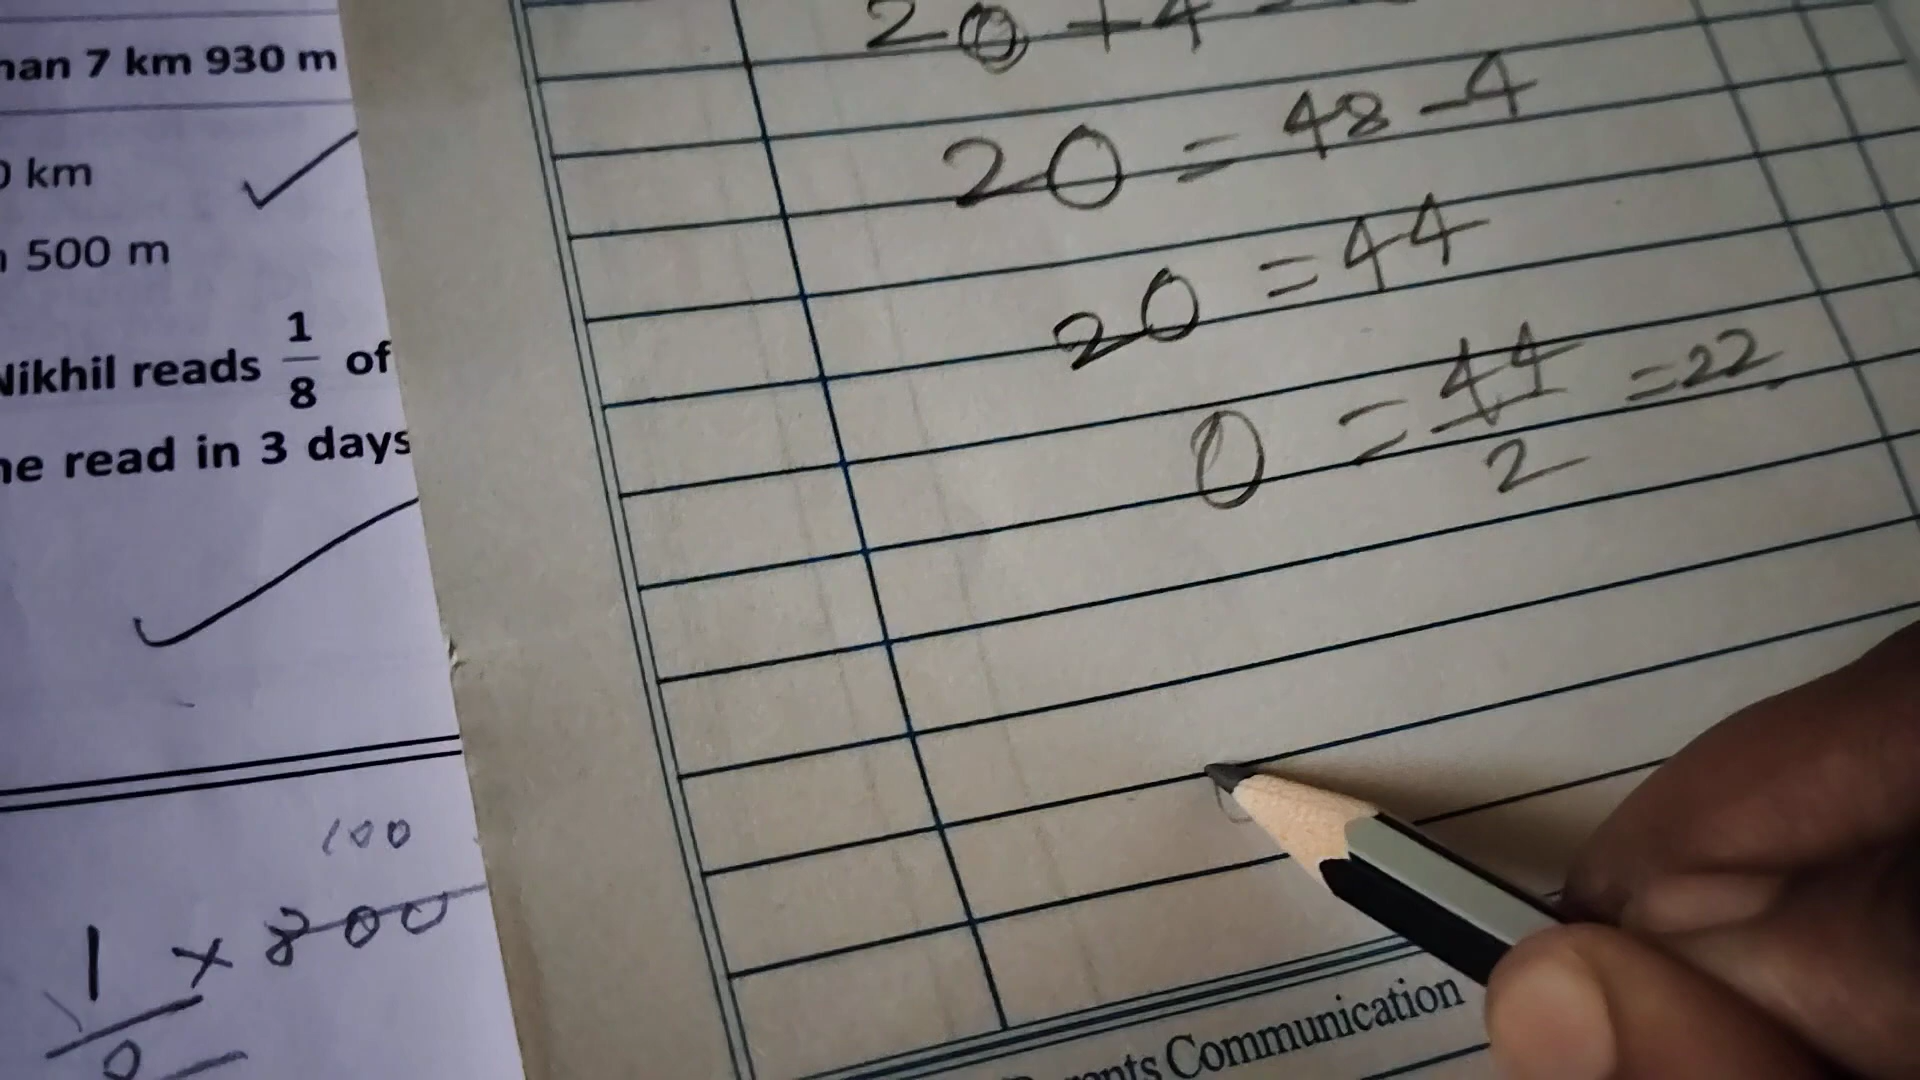 han 7 km 930 m
0 km
500 m
Nikhil reads 1/8 of
he read in 3 days
100
1 × 800
20 + 4
20 = 48 - 4
20 = 44
0 = 44/2 = 22
Communication